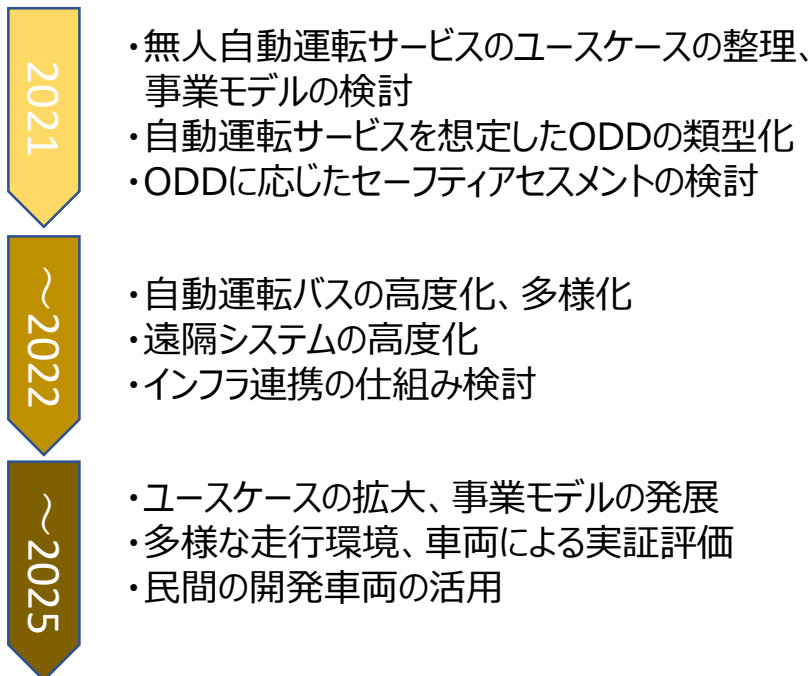 2021
・無人自動運転サービスのユースケースの整理、
事業モデルの検討
・自動運転サービスを想定したODDの類型化
・ODDに応じたセーフティアセスメントの検討
～2022
・自動運転バスの高度化、多様化
・遠隔システムの高度化
・インフラ連携の仕組み検討
～2025
・ユースケースの拡大、事業モデルの発展
・多様な走行環境、車両による実証評価
・民間の開発車両の活用